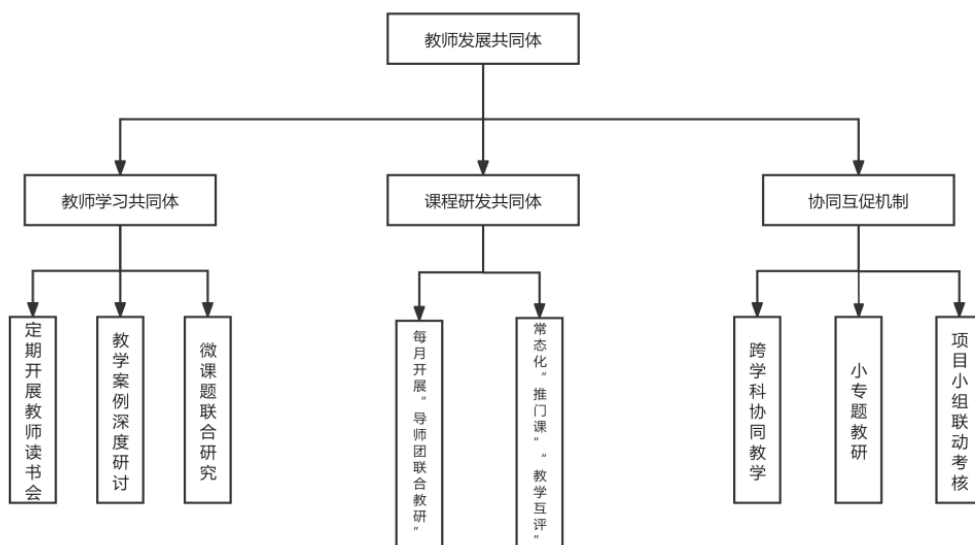 教师发展共同体
教师学习共同体
课程研发共同体
协同互促机制
定期开展教师读书会
教学案例深度研讨
微课题联合研究
每月开展“导师团联合教研”
常态化“推门课”“教学互评”
跨学科协同教学
小专题教研
项目小组联动考核